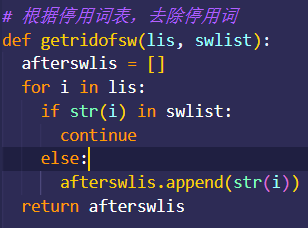 # 根据停用词表，去除停用词
def getridofsw(lis, swlist):
  afterswlis = []
  for i in lis:
    if str(i) in swlist:
      continue
    else:
      afterswlis.append(str(i))
  return afterswlis